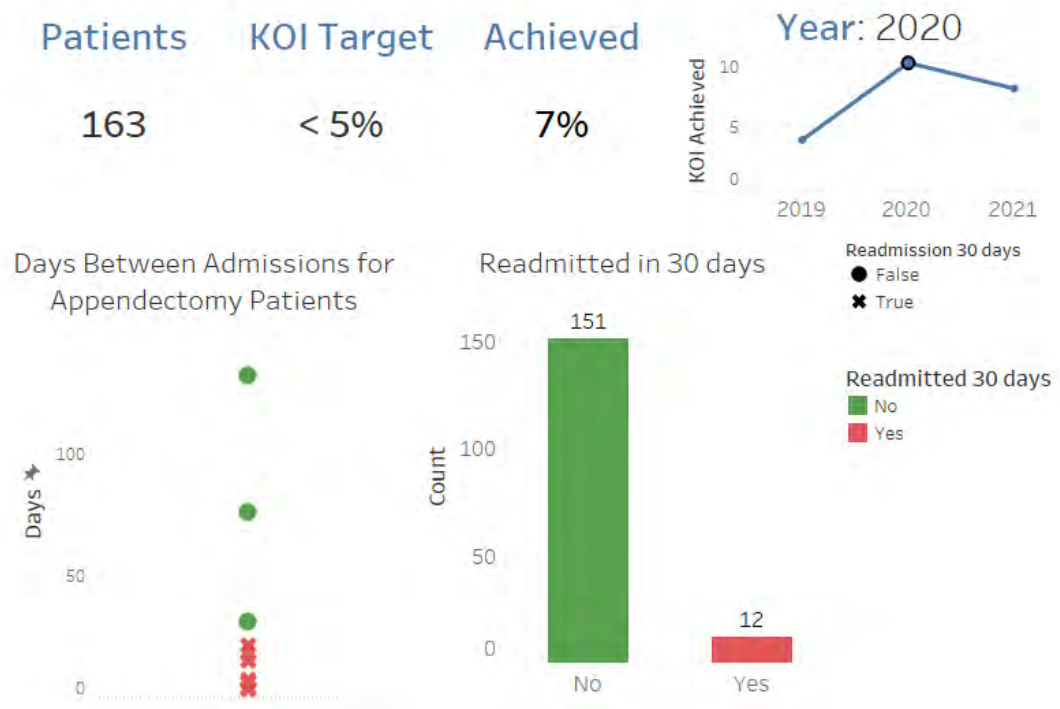 Patients
KOI Target
Achieved
163
< 5%
7%
Year: 2020
KOI Achieved
10
5
0
2019
2020
2021
Days Between Admissions for
Appendectomy Patients
Days
100
50
0
Readmitted in 30 days
Count
150
100
50
0
151
12
No
Yes
Readmission 30 days
False
True
Readmitted 30 days
No
Yes